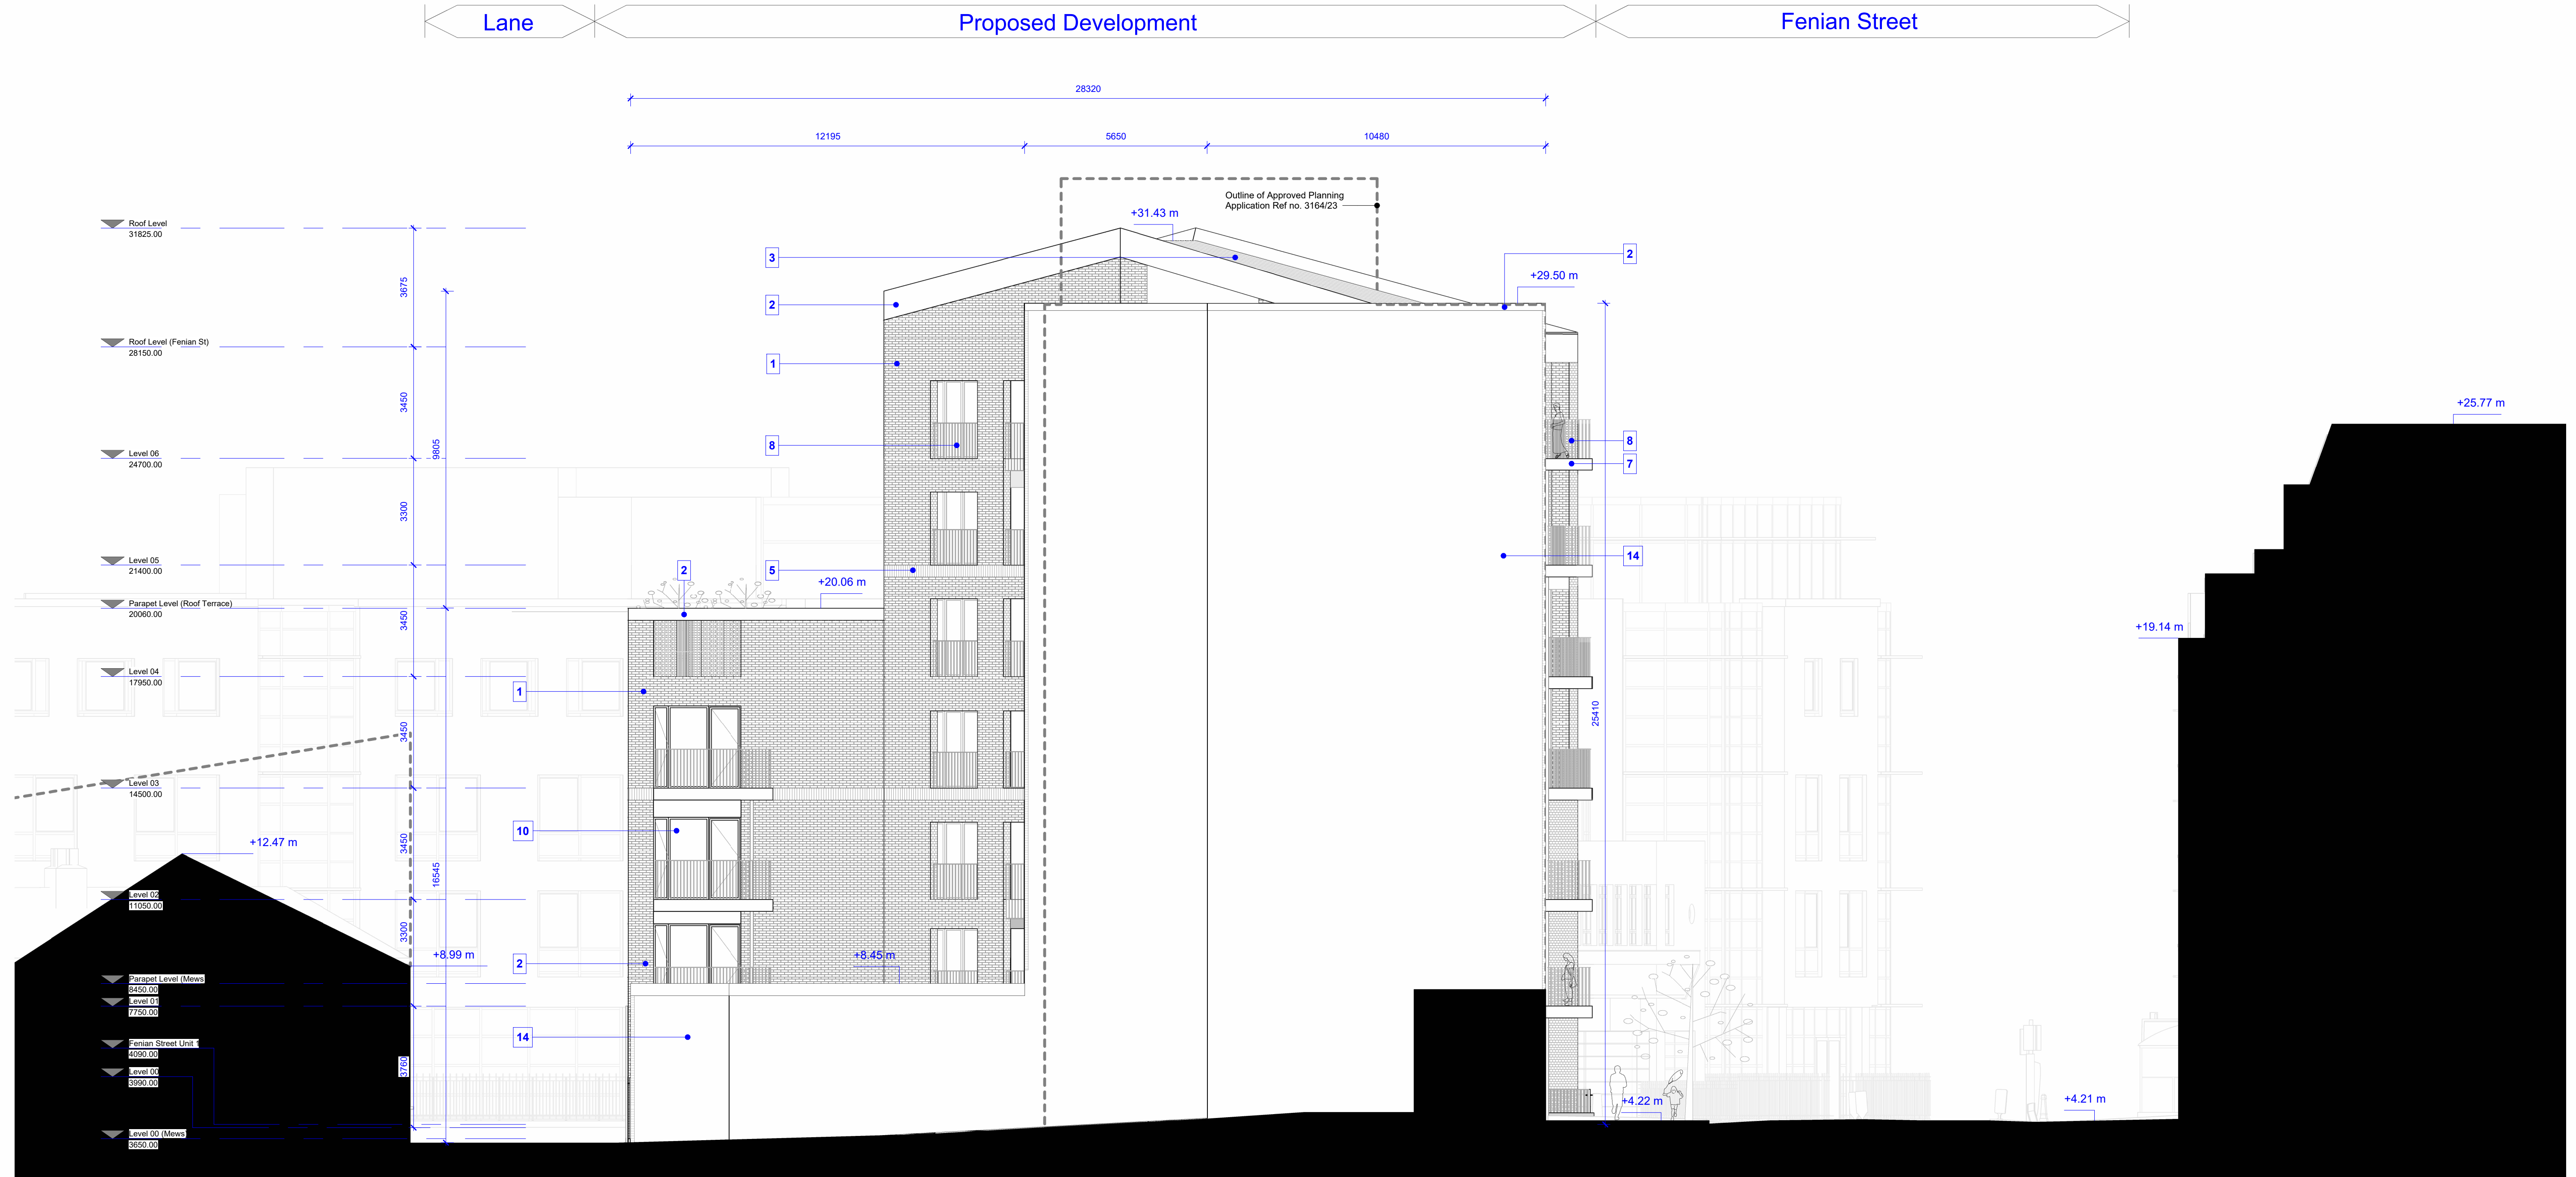 Lane
Proposed Development
Fenian Street
28320
12195
5650
10480
Outline of Approved Planning
Application Ref no. 3164/23
+31.43 m
Roof Level
31825.00
3
2
+29.50 m
2
3675
Roof Level (Fenian St)
28150.00
1
3450
+25.77 m
8
8
7
9805
Level 06
24700.00
3300
14
Level 05
21400.00
2
5
+20.06 m
Parapet Level (Roof Terrace)
20060.00
3450
+19.14 m
Level 04
17950.00
1
25410
3450
Level 03
14500.00
10
+12.47 m
3450
16545
Level 02
11050.00
3300
+8.99 m
2
+8.45 m
Parapet Level (Mews
8450.00
Level 01
7750.00
14
Fenian Street Unit 1
4090.00
3760
Level 00
3990.00
+4.22 m
+4.21 m
Level 00 (Mews
3650.00